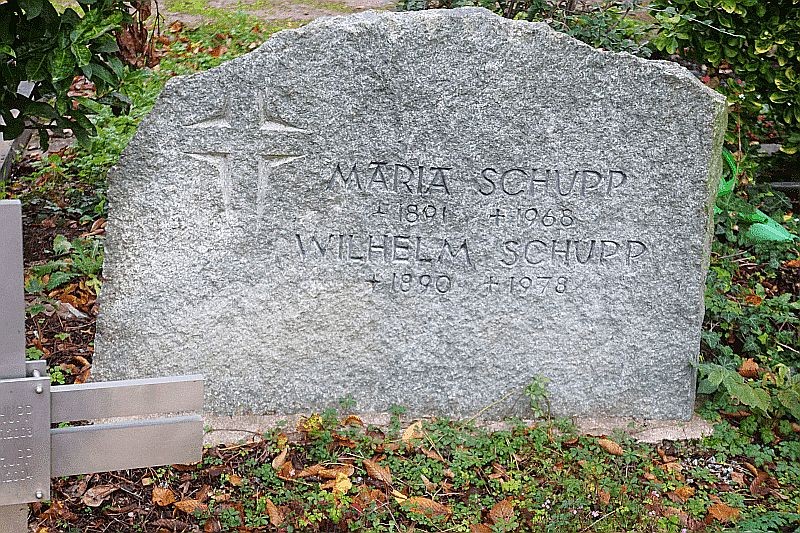 MARIA SCHUPP
+1891 +1968
WILHELM SCHUPP
+1890 +1978